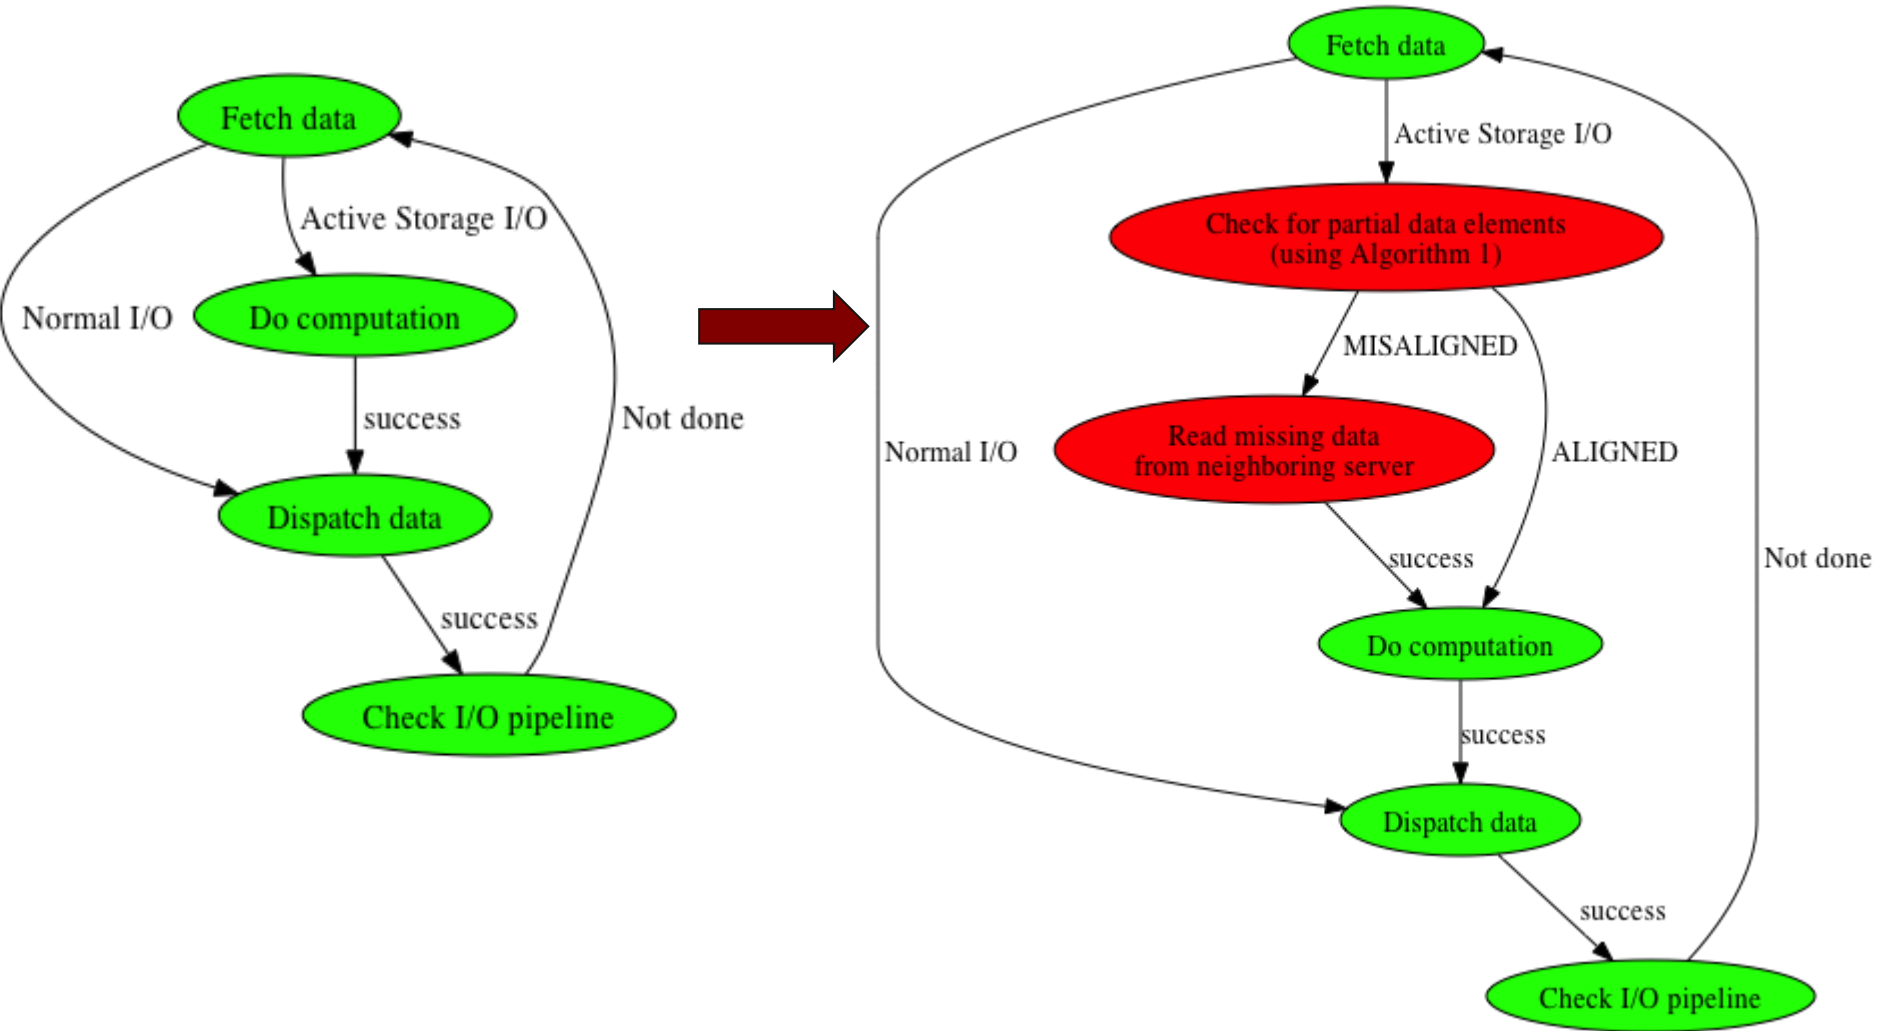 Fetch data
Active Storage I/O
Normal I/O
Do computation
success
Not done
Dispatch data
success
Check I/O pipeline
Fetch data
Active Storage I/O
Check for partial data elements
(using Algorithm 1)
MISALIGNED
Normal I/O
Read missing data
from neighboring server
ALIGNED
success
Not done
Do computation
success
Dispatch data
success
Check I/O pipeline